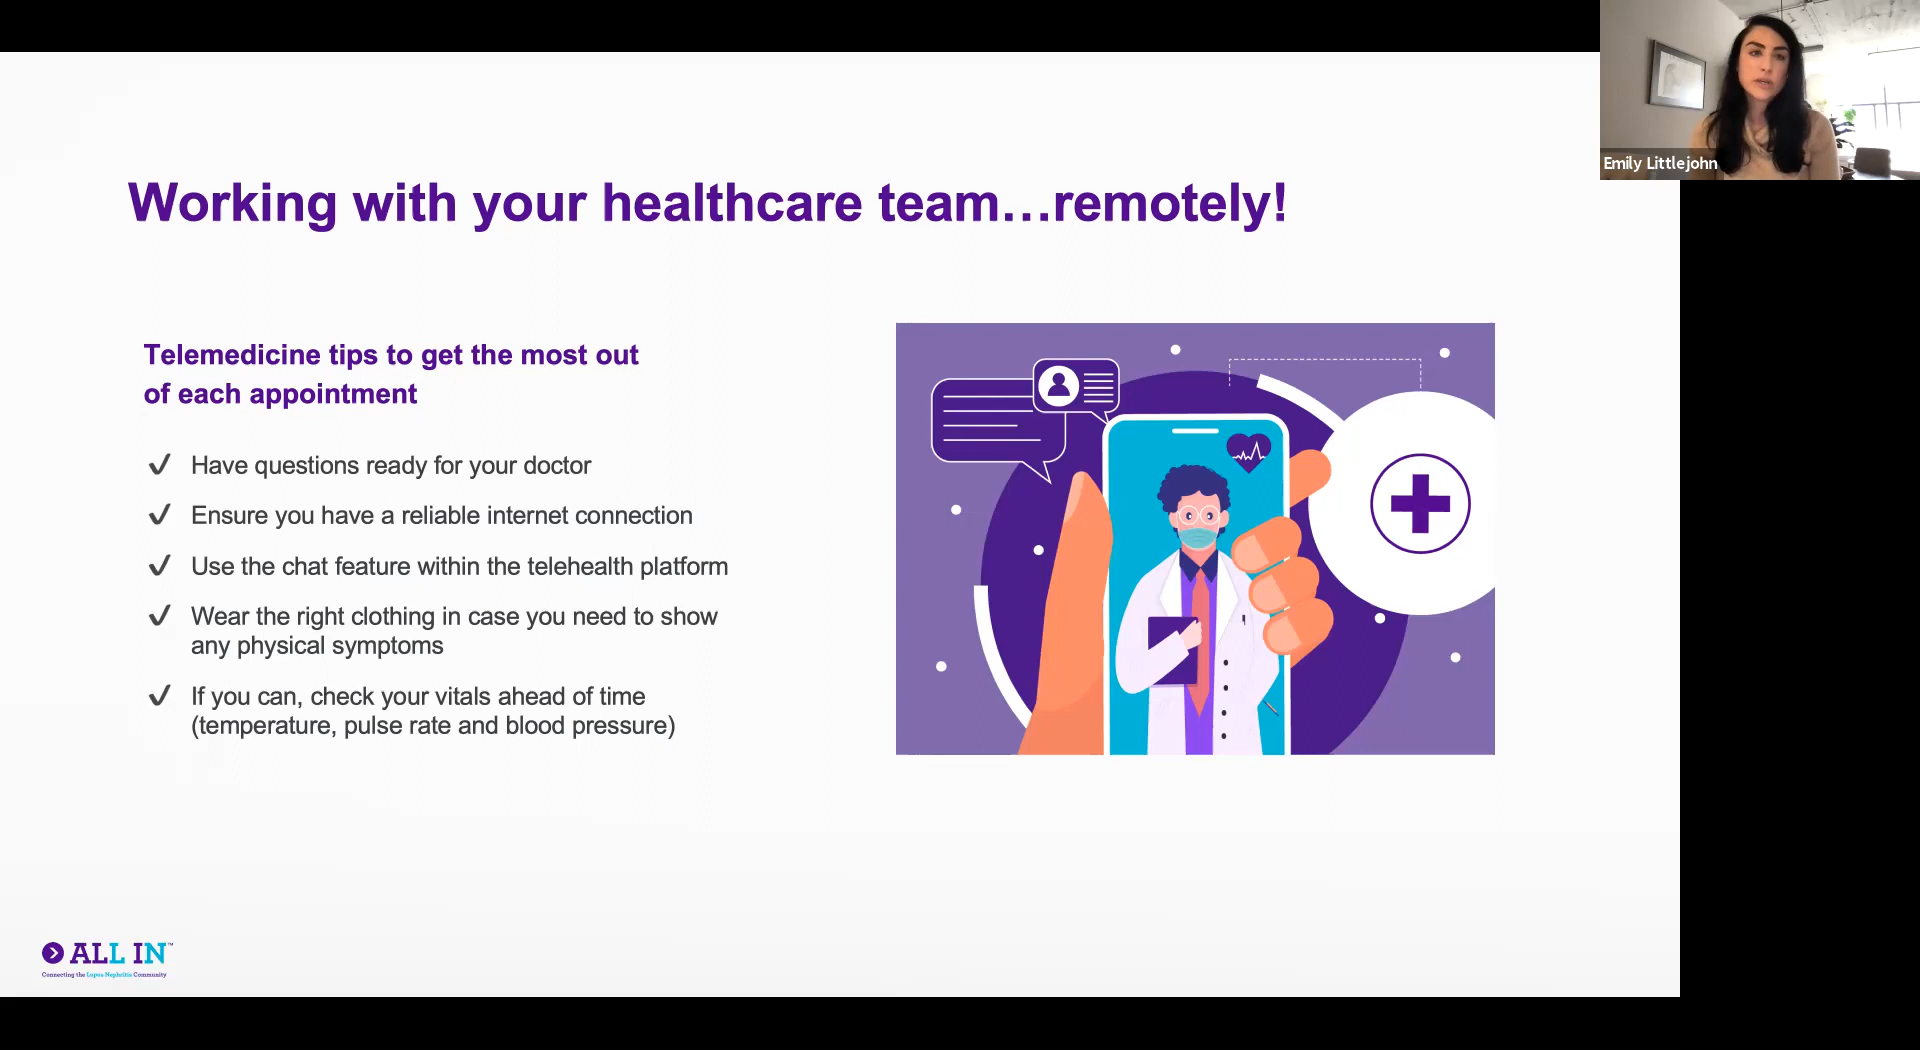 Emily Littlejohn
Working with your healthcare team…remotely!
Telemedicine tips to get the most out
of each appointment
Have questions ready for your doctor
Ensure you have a reliable internet connection
Use the chat feature within the telehealth platform
Wear the right clothing in case you need to show
any physical symptoms
If you can, check your vitals ahead of time
(temperature, pulse rate and blood pressure)
ALL IN™
Connecting the Lupus Nephritis Community